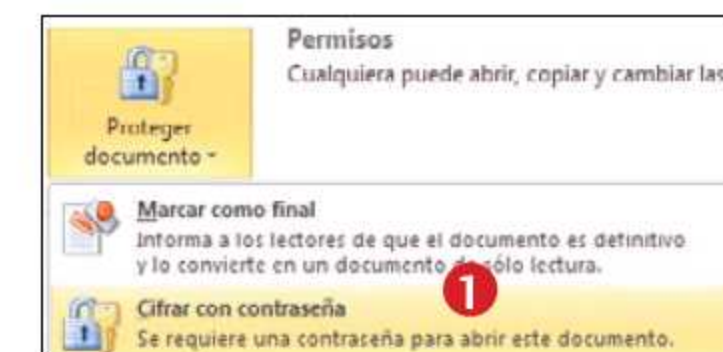 Permisos
Cualquiera puede abrir, copiar y cambiar las
Proteger
documento
Marcar como final
Informa a los lectores de que el documento es definitivo
y lo convierte en un documento de sólo lectura.
1
Cifrar con contraseña
Se requiere una contraseña para abrir este documento.